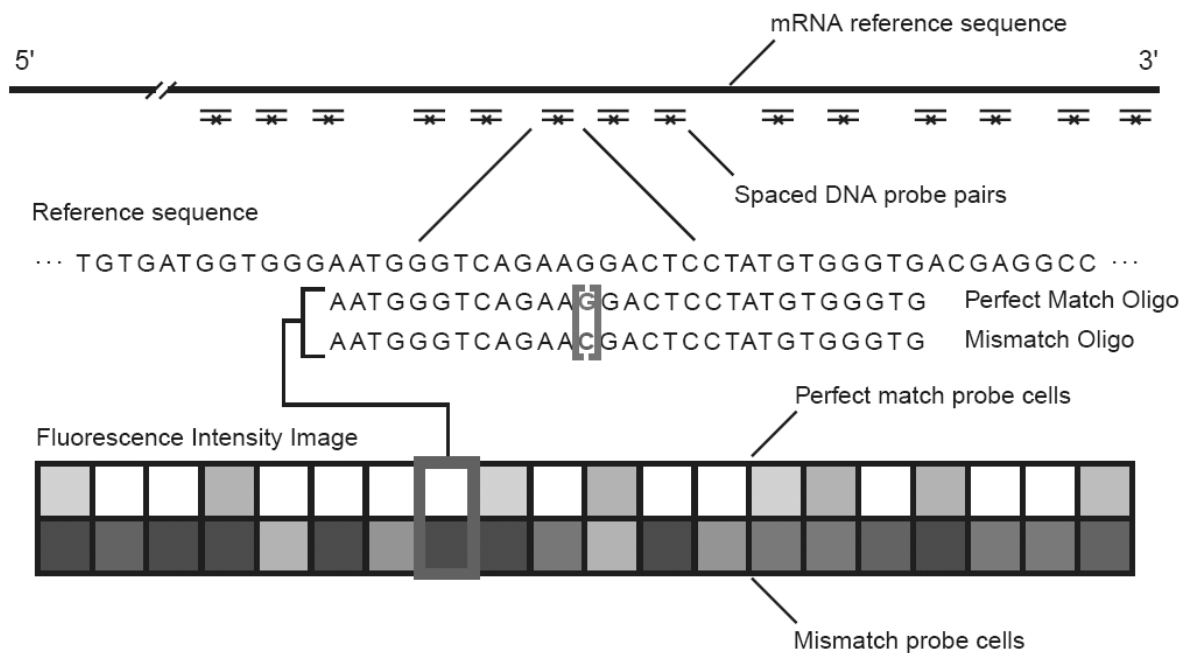 mRNA reference sequence
5' 3'
Spaced DNA probe pairs
Reference sequence
··· TGTGATGGTGGGAATGGGTCAGAAGGACTCCTATGTGGGTGACGAGGCC ···
AATGGGTCAGAAGGACTCCTATGTGGGTG Perfect Match Oligo
AATGGGTCAGAACGACTCCTATGTGGGTG Mismatch Oligo
Perfect match probe cells
Fluorescence Intensity Image
Mismatch probe cells